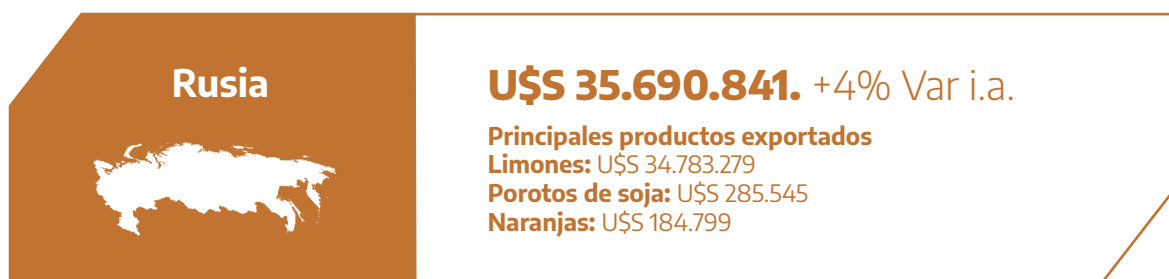 Rusia
U$S 35.690.841. +4% Var i.a.
Principales productos exportados
Limones: U$S 34.783.279
Porotos de soja: U$S 285.545
Naranjas: U$S 184.799